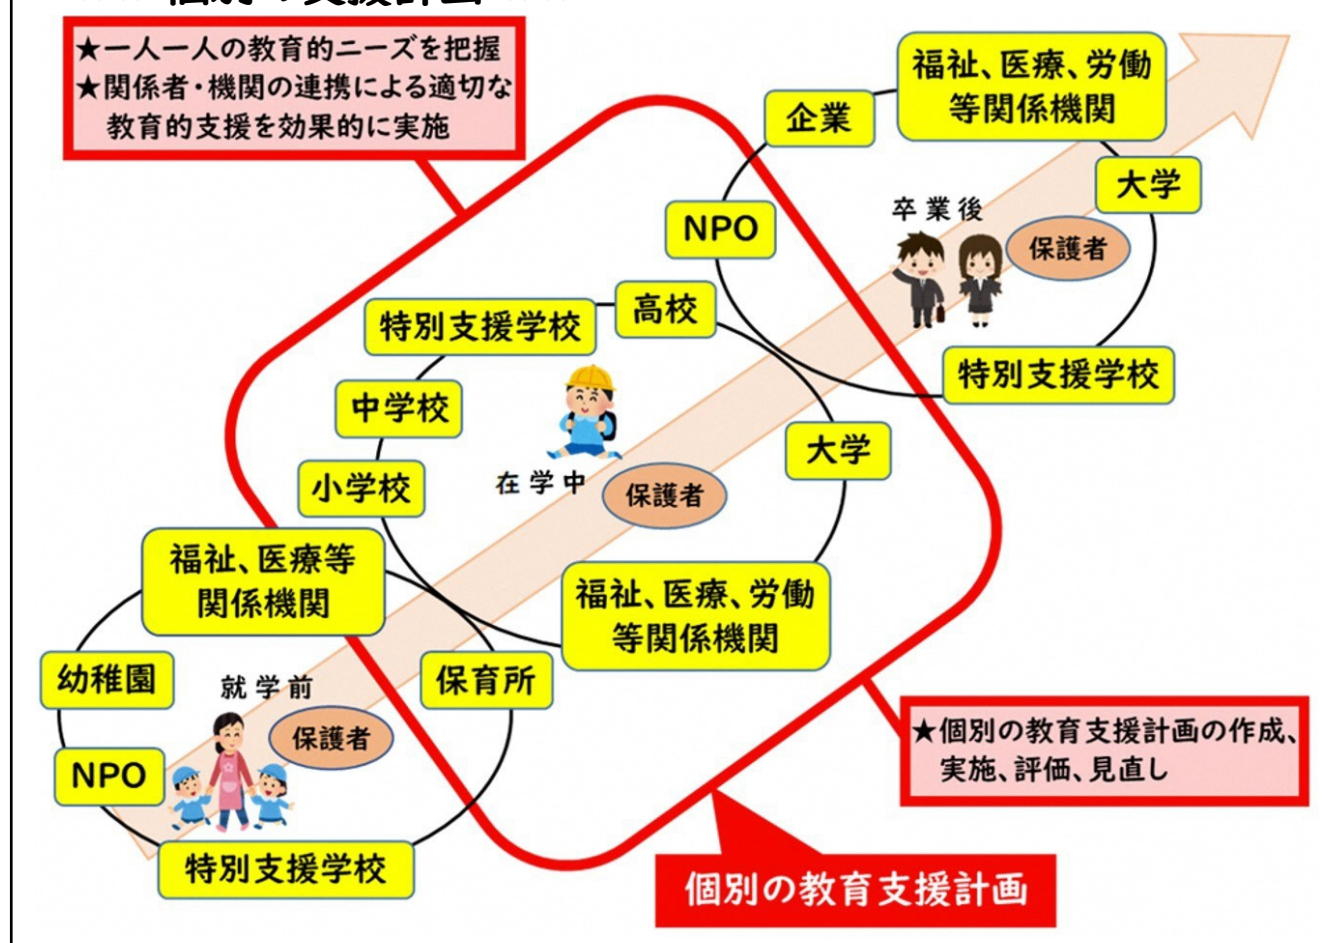 個別の支援計画
★一人一人の教育的ニーズを把握
★関係者・機関の連携による適切な
教育的支援を効果的に実施
福祉、医療、労働
等関係機関
企業
大学
NPO
卒業後
保護者
特別支援学校
高校
特別支援学校
中学校
大学
小学校
在学中
保護者
福祉、医療、労働
等関係機関
福祉、医療等
関係機関
幼稚園
就学前
保育所
保護者
NPO
特別支援学校
★個別の教育支援計画の作成、
実施、評価、見直し
個別の教育支援計画